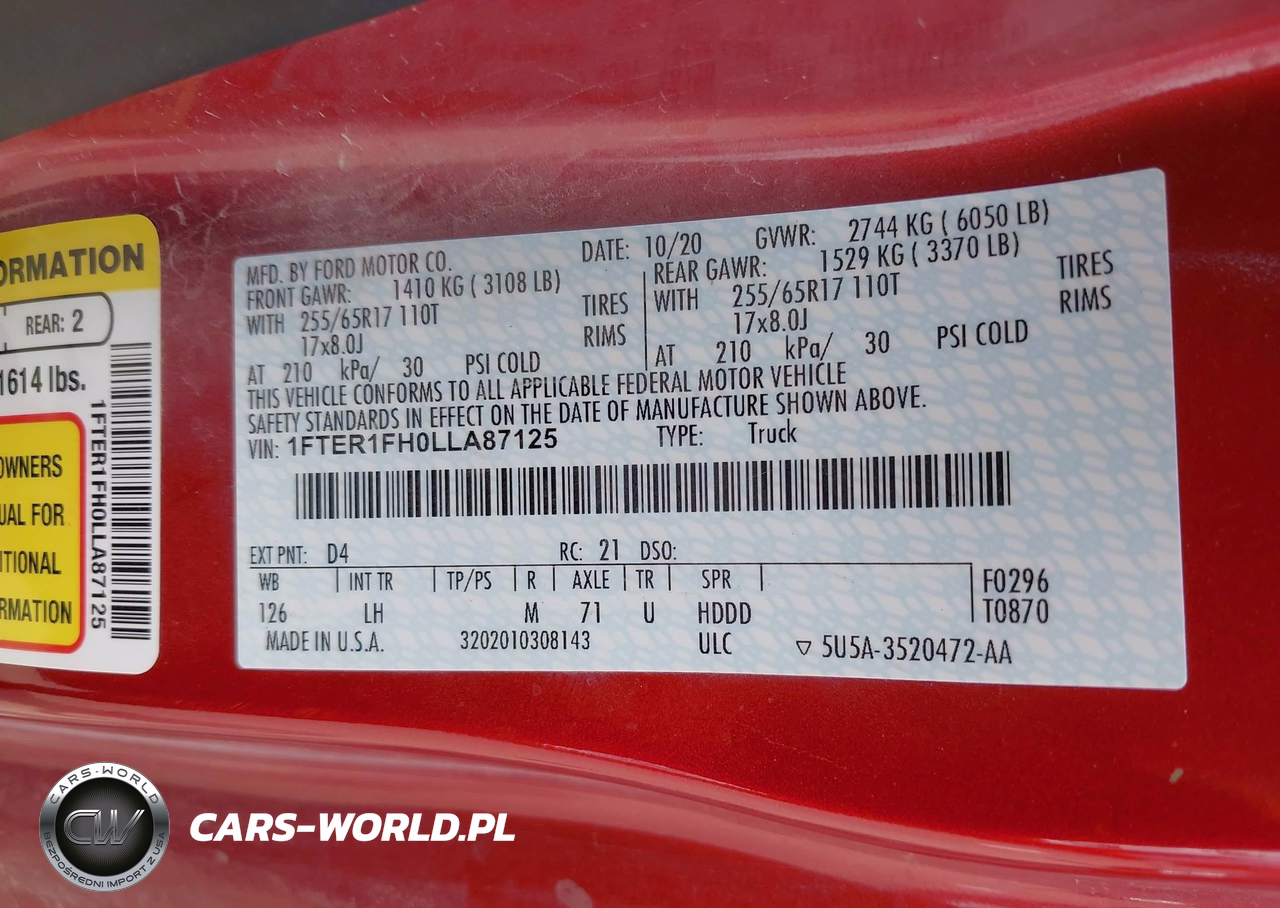 ORMATION
REAR: 2
1614 lbs.
OWNERS
UAL FOR
ITIONAL
RMATION
1FTER1FH0LLA87125
MFD. BY FORD MOTOR CO.
DATE: 10/20 GVWR: 2744 KG ( 6050 LB)
FRONT GAWR: 1410 KG ( 3108 LB)
WITH 255/65R17 110T TIRES
17x8.0J RIMS
AT 210 kPa/ 30 PSI COLD
REAR GAWR: 1529 KG ( 3370 LB)
WITH 255/65R17 110T TIRES
17x8.0J RIMS
AT 210 kPa/ 30 PSI COLD
THIS VEHICLE CONFORMS TO ALL APPLICABLE FEDERAL MOTOR VEHICLE
SAFETY STANDARDS IN EFFECT ON THE DATE OF MANUFACTURE SHOWN ABOVE.
VIN: 1FTER1FH0LLA87125 TYPE: Truck
EXT PNT: D4 RC: 21 DSO:
WB INT TR TP/PS R AXLE TR SPR
126 LH M 71 U HDDD
F0296
T0870
MADE IN U.S.A. 3202010308143 ULC 5U5A-3520472-AA
CARS-WORLD
CW
BEZPOŚREDNI IMPORT Z USA
CARS-WORLD.PL